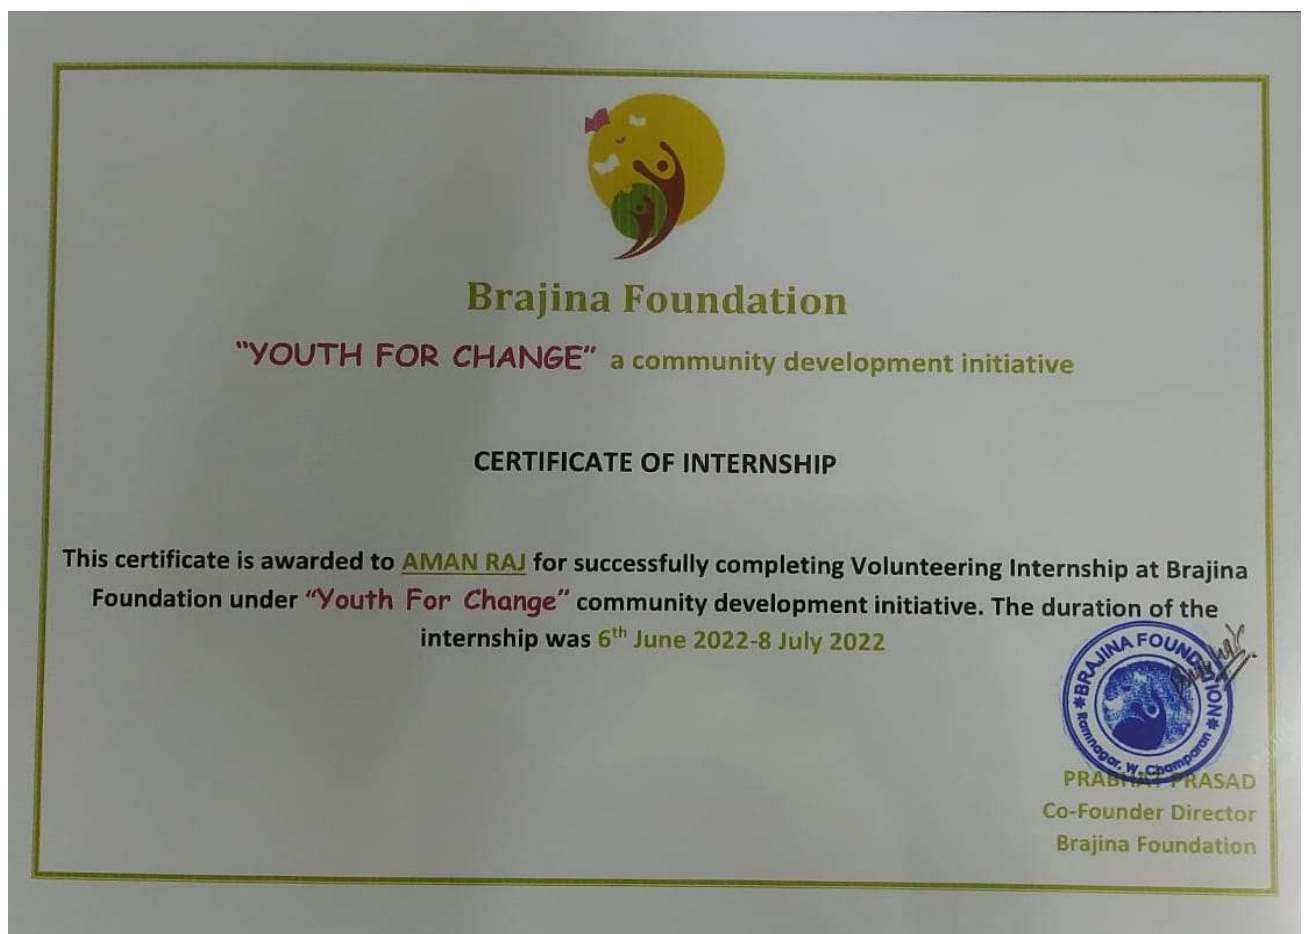 Brajina Foundation
"YOUTH FOR CHANGE" a community development initiative
CERTIFICATE OF INTERNSHIP
This certificate is awarded to AMAN RAJ for successfully completing Volunteering Internship at Brajina
Foundation under "Youth For Change" community development initiative. The duration of the
internship was 6th June 2022-8 July 2022
*BRAJINA FOUNDATION*
Ramnagar, W. Champaran
PRABHAT PRASAD
Co-Founder Director
Brajina Foundation